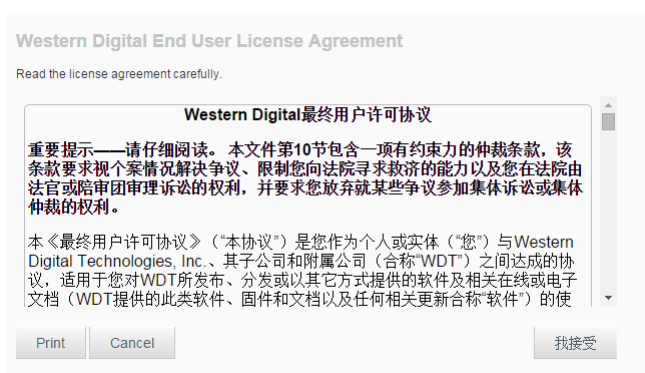 Western Digital End User License Agreement
Read the license agreement carefully.
Western Digital最终用户许可协议
重要提示——请仔细阅读。 本文件第10节包含一项有约束力的仲裁条款，该
条款要求视个案情况解决争议、限制您向法院寻求救济的能力以及您在法院由
法官或陪审团审理诉讼的权利，并要求您放弃就某些争议参加集体诉讼或集体
仲裁的权利。
本《最终用户许可协议》（“本协议”）是您作为个人或实体（“您”）与Western
Digital Technologies, Inc.、其子公司和附属公司（合称“WDT”）之间达成的协
议，适用于您对WDT所发布、分发或以其它方式提供的软件及相关在线或电子
文档（WDT提供的此类软件、固件和文档以及任何相关更新合称“软件”）的使
Print
Cancel
我接受